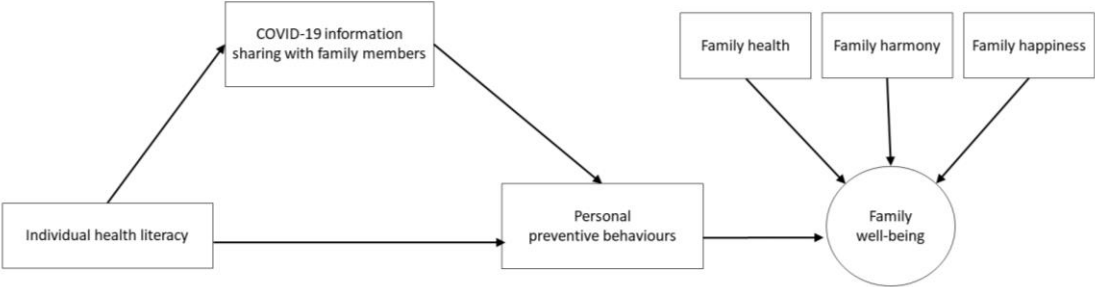 COVID-19 information
sharing with family members
Family health
Family harmony
Family happiness
Individual health literacy
Personal
preventive behaviours
Family
well-being